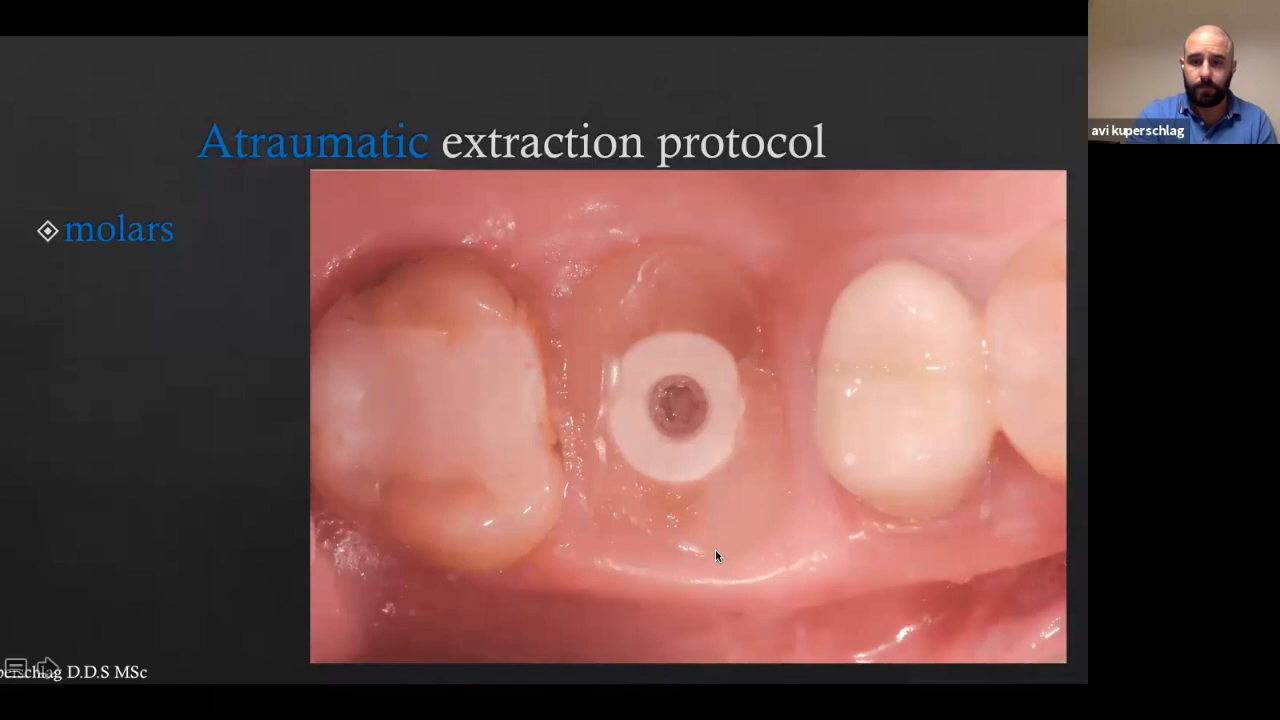 Atraumatic extraction protocol
molars
avi kuperschlag
D.D.S MSc